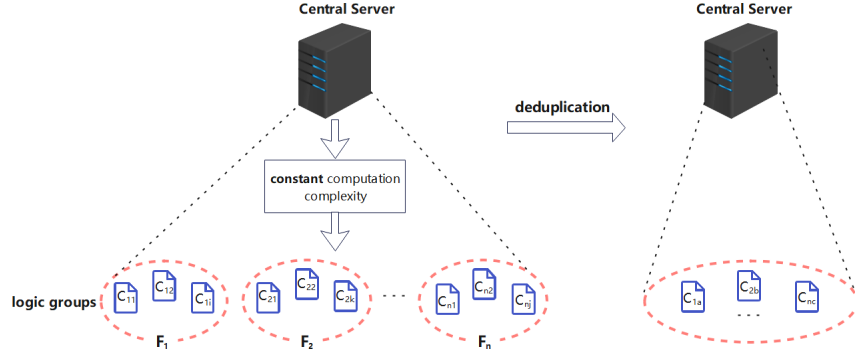 Central Server
Central Server
deduplication
constant computation
complexity
logic groups
C11
C12
C1i
C21
C22
C2k
...
Cn1
Cn2
Cnj
C1a
C2b
...
Cnc
F1
F2
Fn